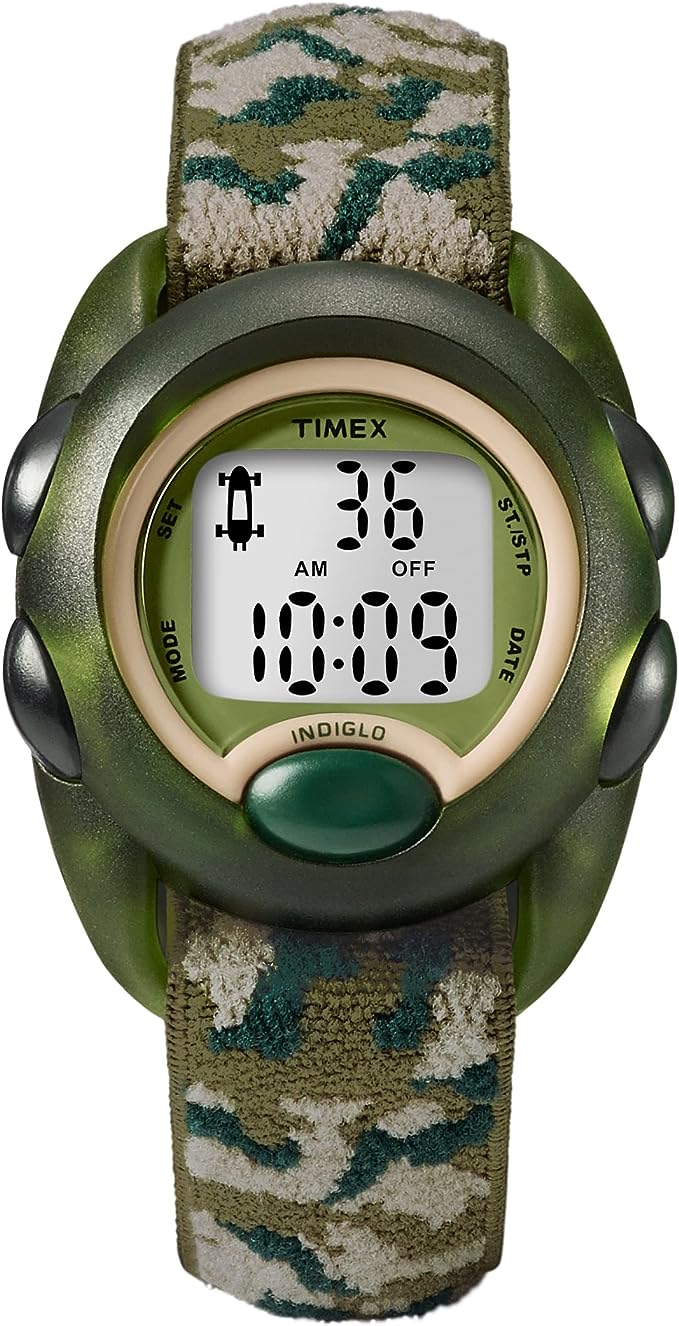 TIMEX
SET
ST./STP
36
AM OFF
10:09
MODE
DATE
INDIGLO